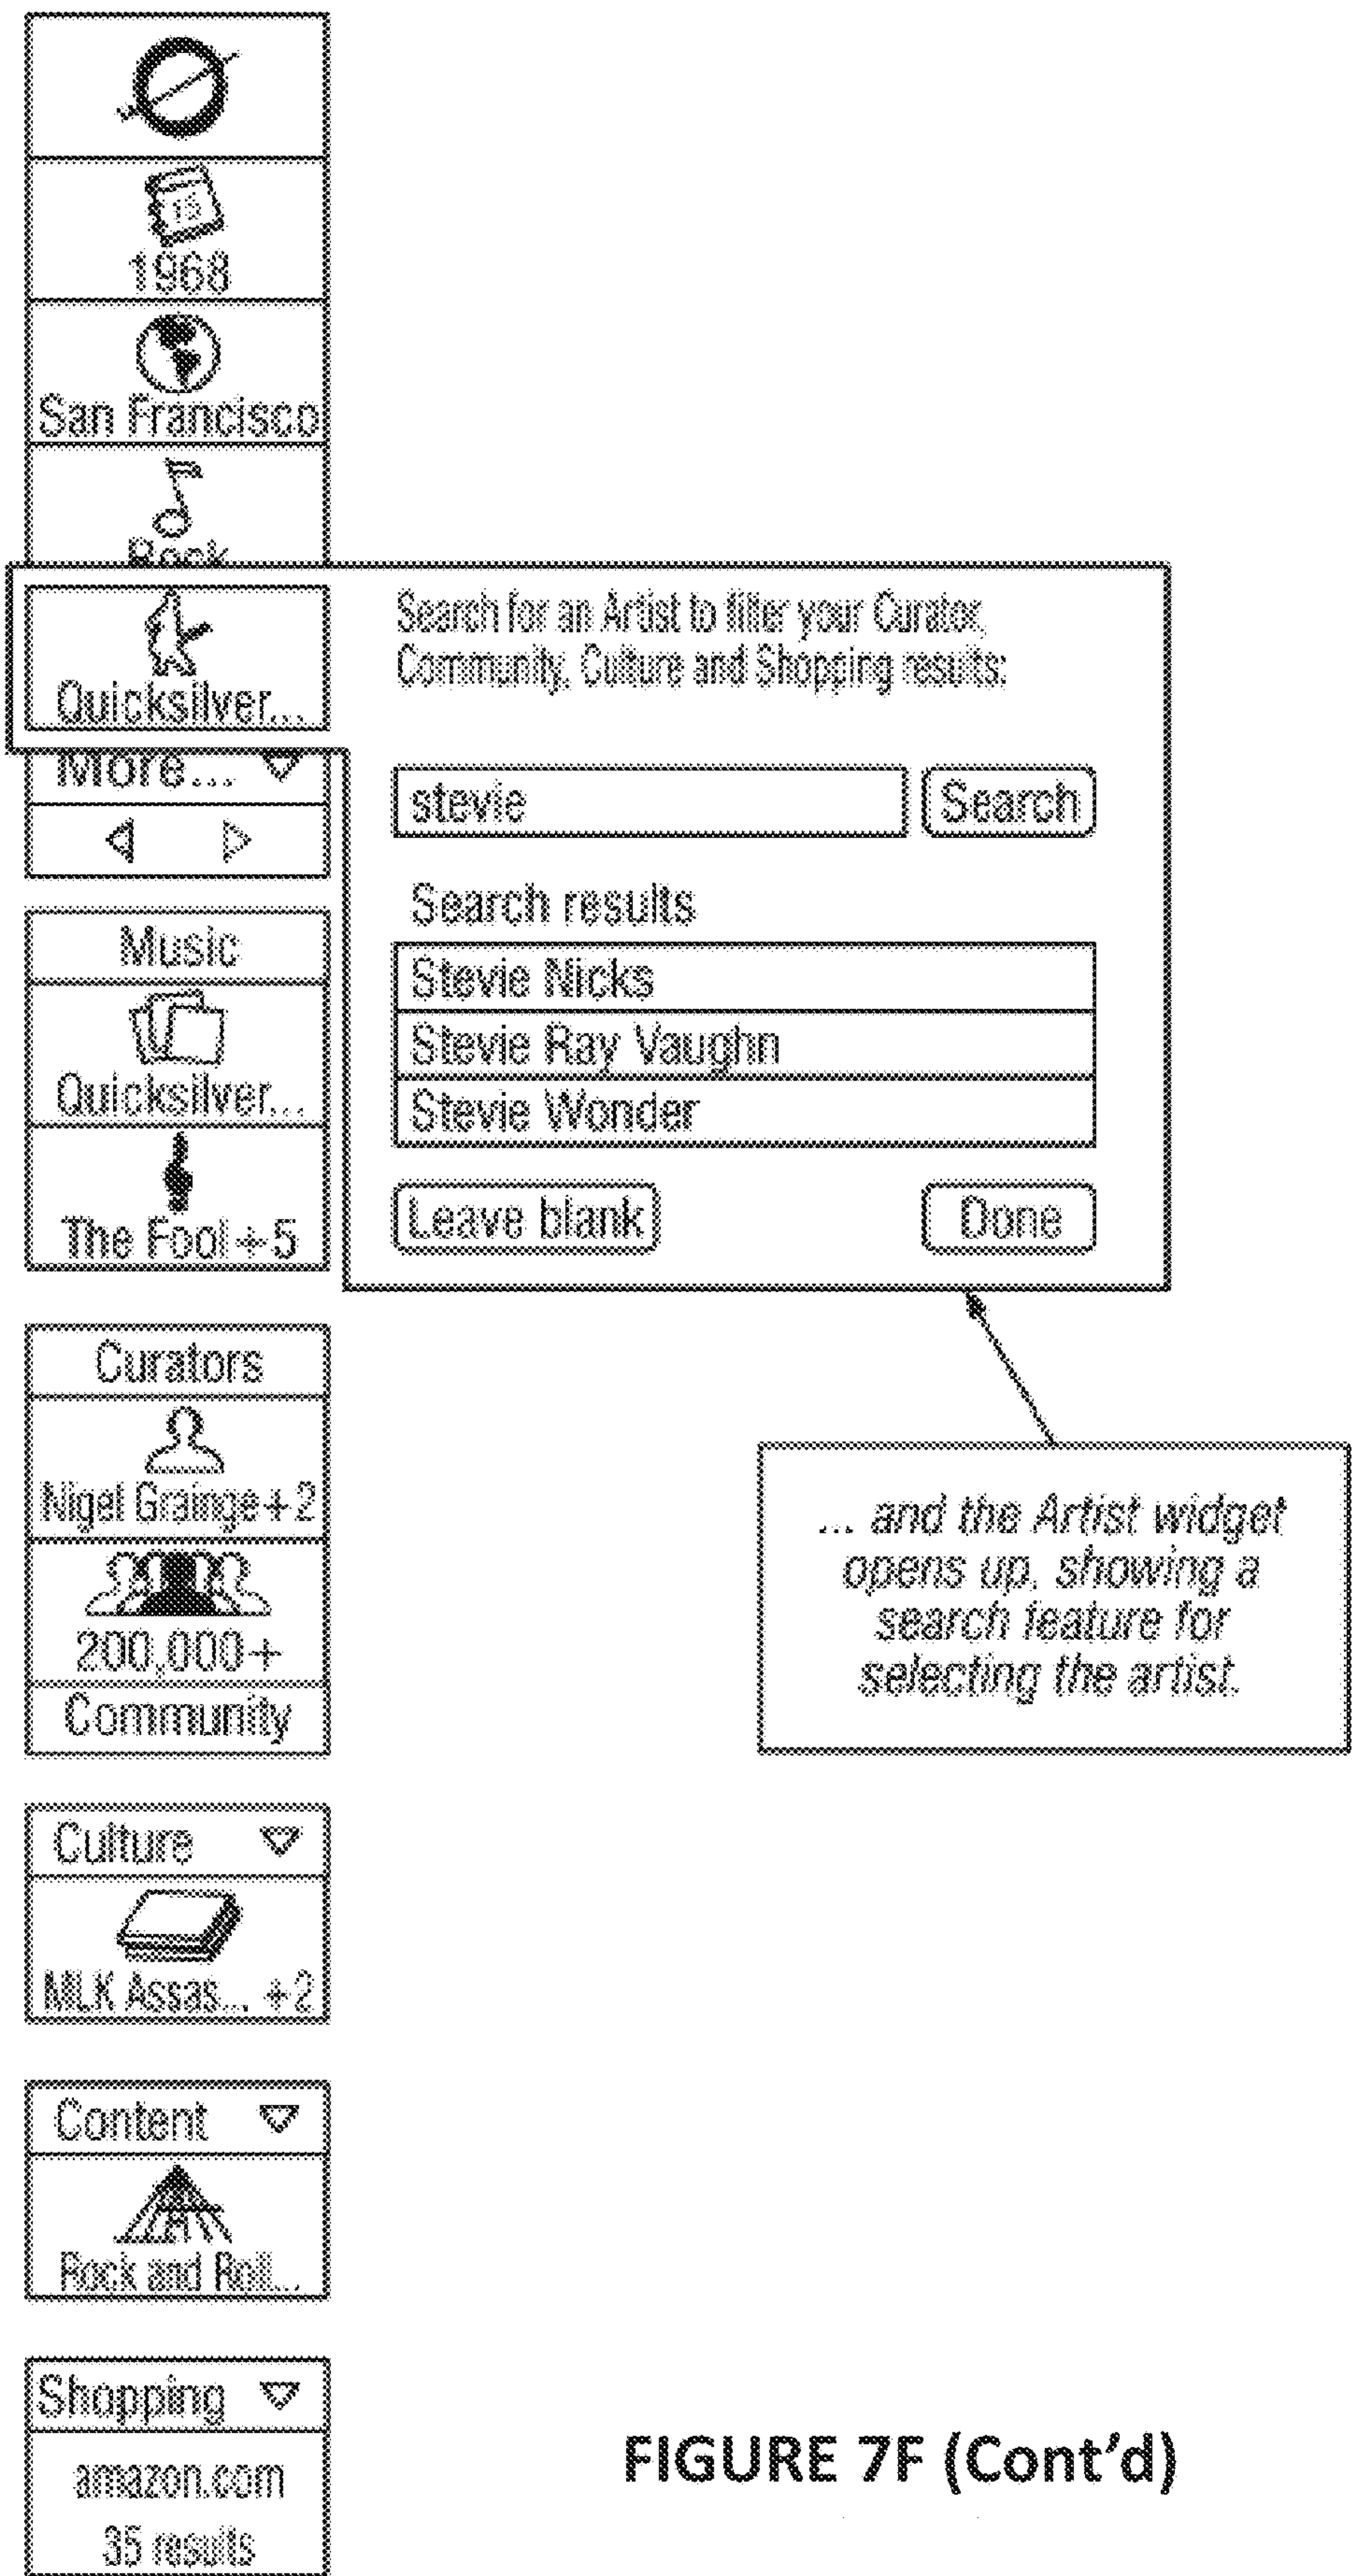 15
1968
San Francisco
Rock
Quicksilver...
More...
Search for an Artist to filter your Curator,
Community, Culture and Shopping results:
stevie
Search
Search results
Stevie Nicks
Stevie Ray Vaughn
Stevie Wonder
Leave blank
Done
Music
Quicksilver...
The Fool +5
Curators
Nigel Grainge+2
200,000+
Community
... and the Artist widget
opens up, showing a
search feature for
selecting the artist.
Culture
MLK Assas... +2
Content
Rock and Roll...
Shopping
amazon.com
35 results
FIGURE 7F (Cont'd)